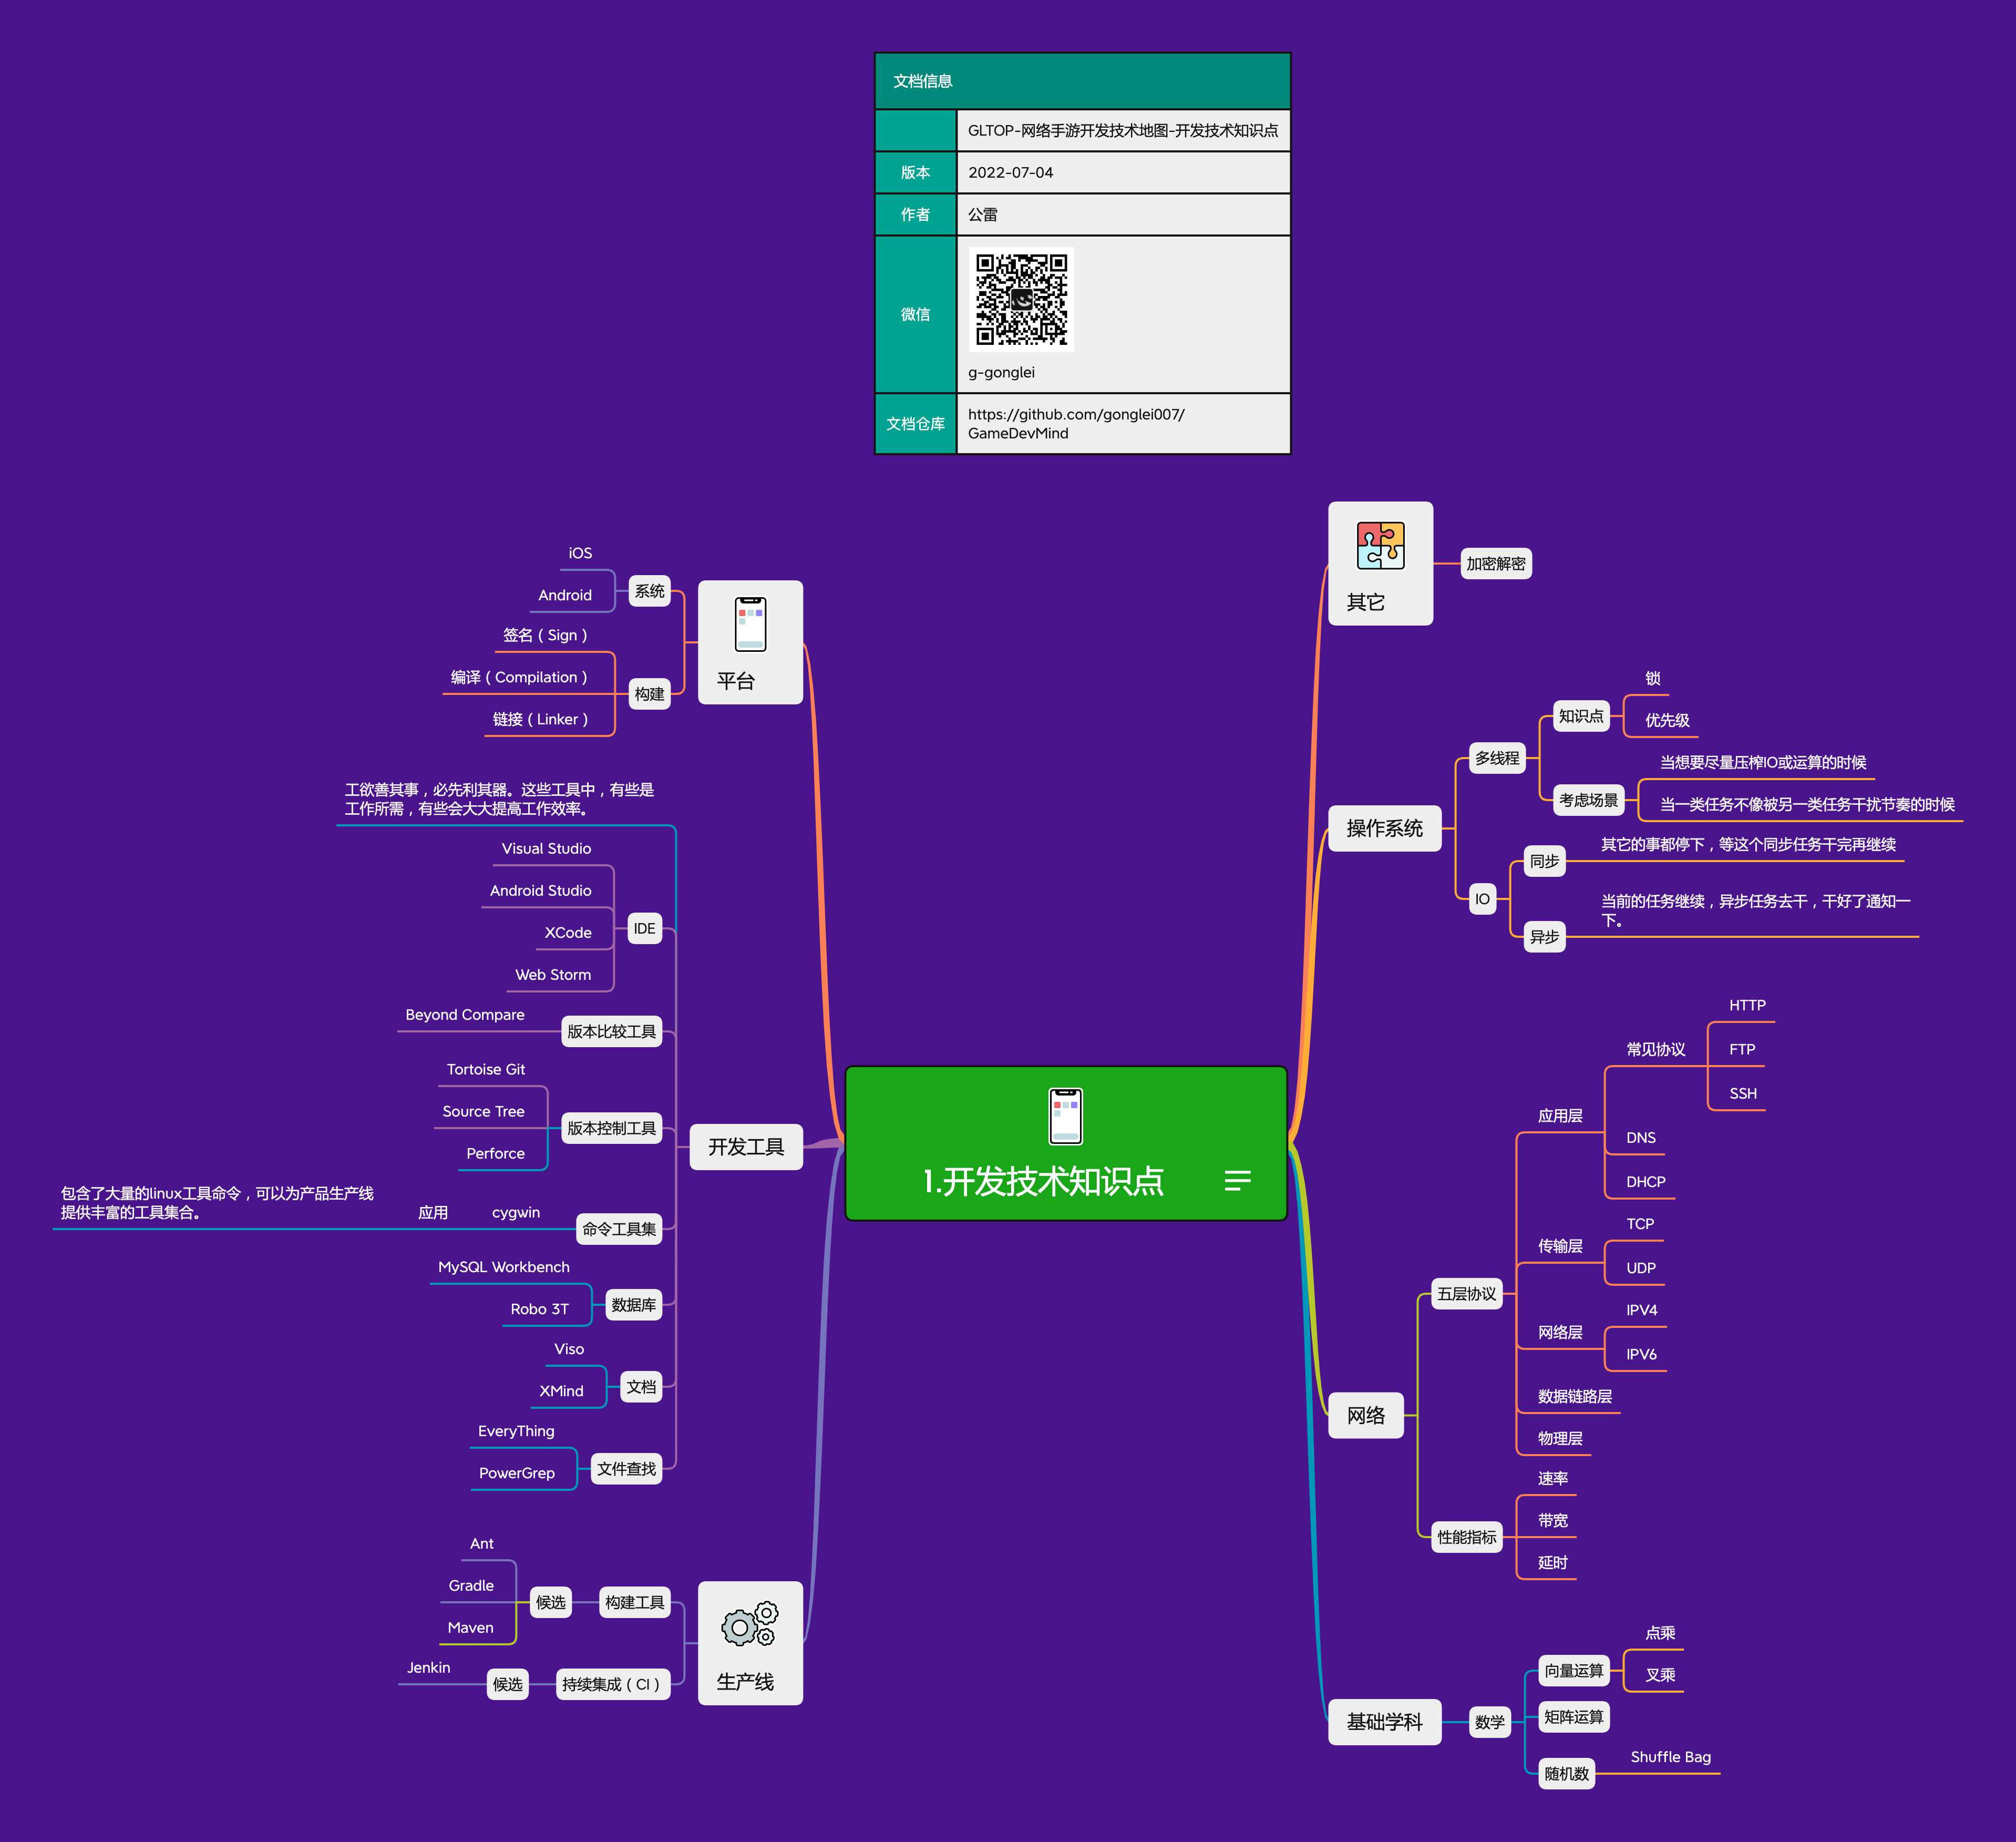 文档信息
GLTOP-网络手游开发技术地图-开发技术知识点
版本
2022-07-04
作者
公雷
微信
g-gonglei
文档仓库
https://github.com/gonglei007/
GameDevMind
1.开发技术知识点
平台
系统
iOS
Android
构建
签名（Sign）
编译（Compilation）
链接（Linker）
开发工具
工欲善其事，必先利其器。这些工具中，有些是
工作所需，有些会大大提高工作效率。
IDE
Visual Studio
Android Studio
XCode
Web Storm
版本比较工具
Beyond Compare
版本控制工具
Tortoise Git
Source Tree
Perforce
命令工具集
cygwin
应用
包含了大量的linux工具命令，可以为产品生产线
提供丰富的工具集合。
数据库
MySQL Workbench
Robo 3T
文档
Viso
XMind
文件查找
EveryThing
PowerGrep
生产线
构建工具
候选
Ant
Gradle
Maven
持续集成（CI）
候选
Jenkin
其它
加密解密
操作系统
多线程
知识点
锁
优先级
考虑场景
当想要尽量压榨IO或运算的时候
当一类任务不像被另一类任务干扰节奏的时候
IO
同步
其它的事都停下，等这个同步任务干完再继续
异步
当前的任务继续，异步任务去干，干好了通知一
下。
网络
五层协议
应用层
常见协议
HTTP
FTP
SSH
DNS
DHCP
传输层
TCP
UDP
网络层
IPV4
IPV6
数据链路层
物理层
性能指标
速率
带宽
延时
基础学科
数学
向量运算
点乘
叉乘
矩阵运算
随机数
Shuffle Bag